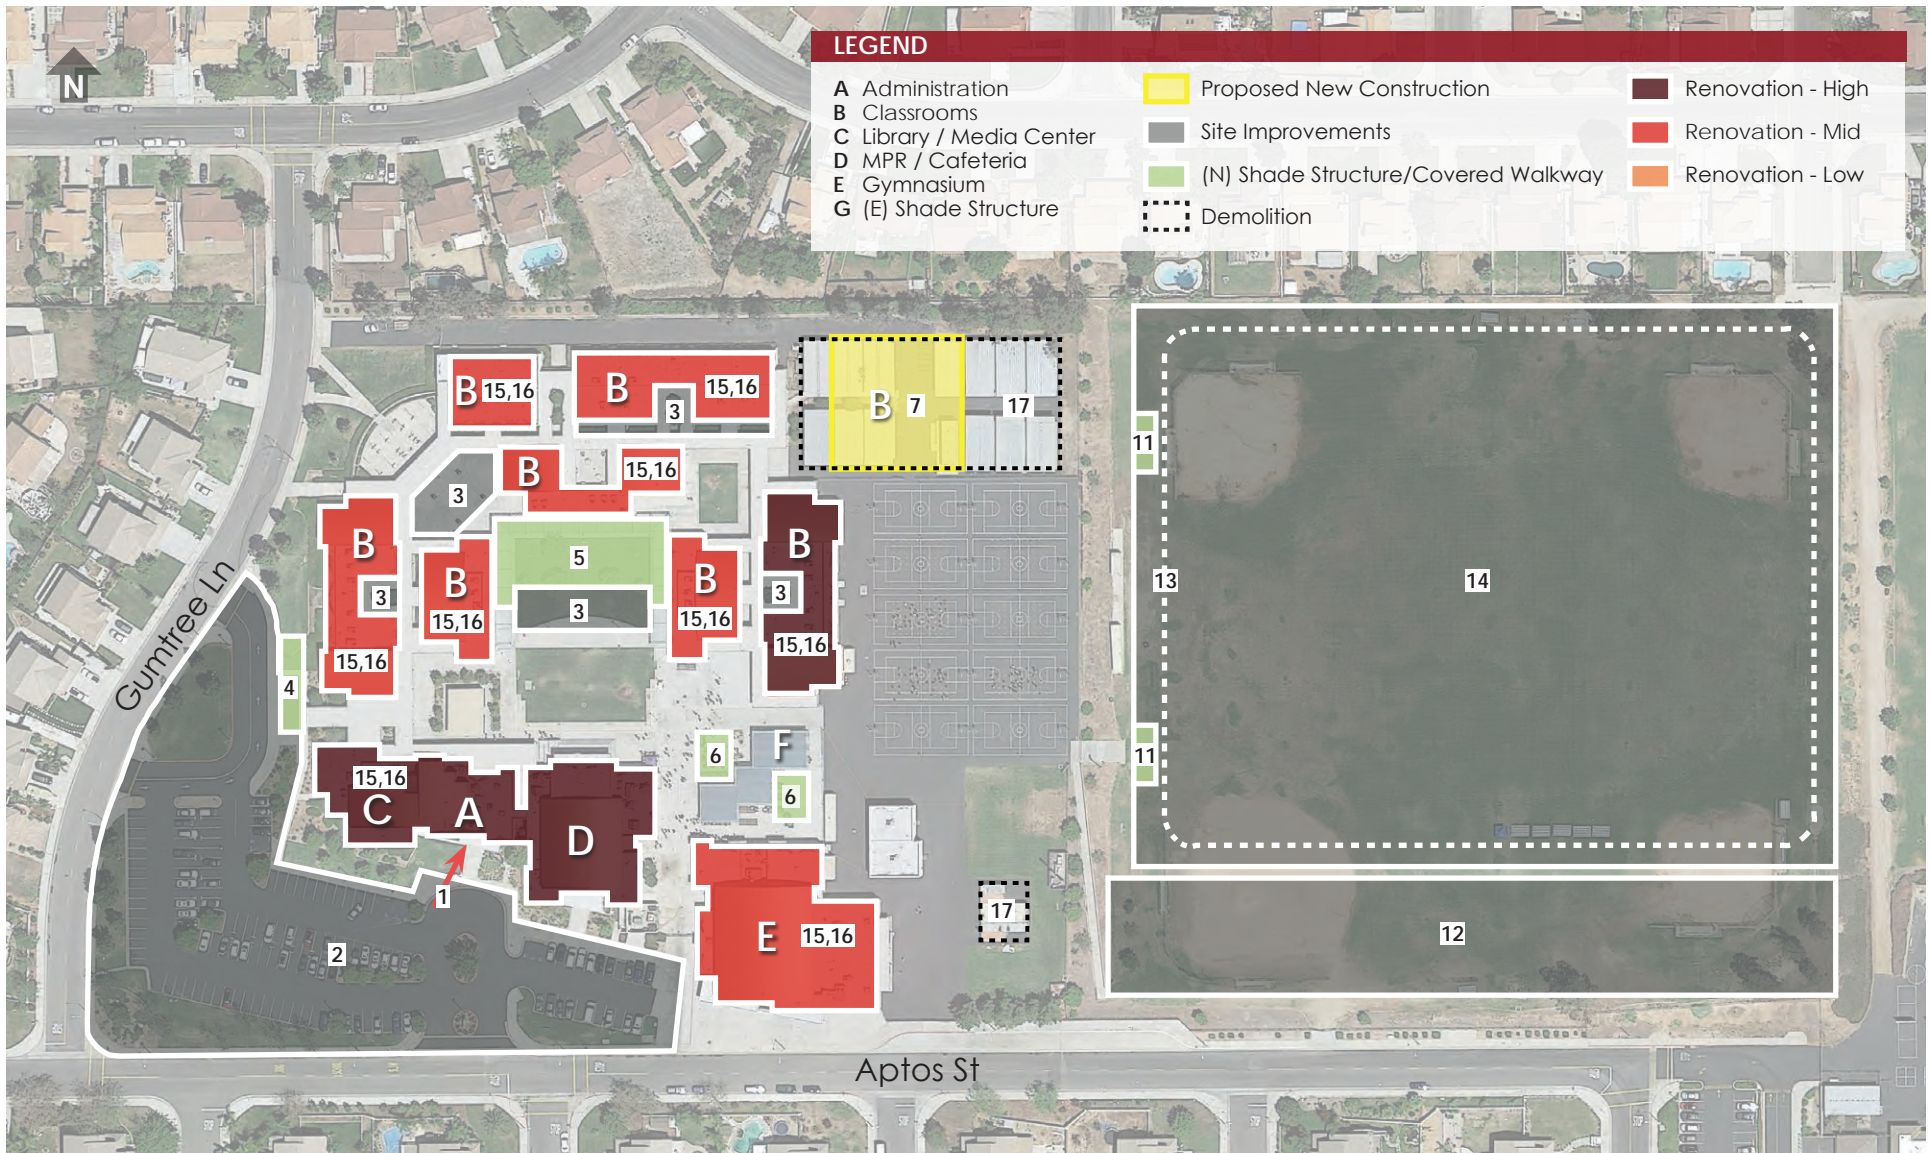 N
LEGEND
A Administration
B Classrooms
C Library / Media Center
D MPR / Cafeteria
E Gymnasium
G (E) Shade Structure
Proposed New Construction
Site Improvements
(N) Shade Structure/Covered Walkway
Demolition
Renovation - High
Renovation - Mid
Renovation - Low
B 15,16
B 15,16
3
B 7
17
B
15,16
3
11
B
5
B
B
B
13
14
3
3
3
15,16
15,16
15,16
15,16
Gumtree Ln
4
F
6
11
15,16
C
A
D
6
1
17
2
E 15,16
12
Aptos St